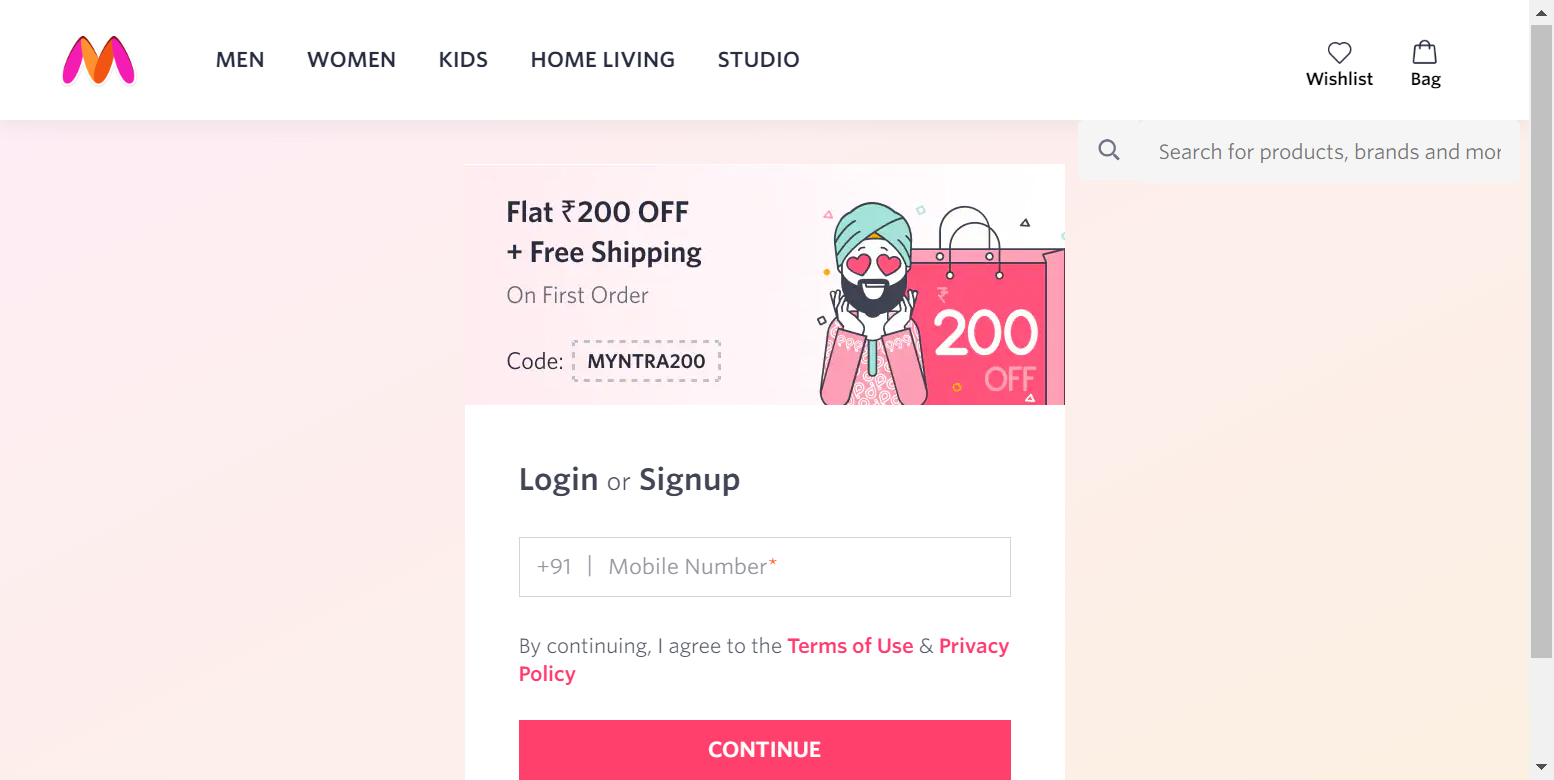 MEN WOMEN KIDS HOME LIVING STUDIO
Wishlist Bag
Search for products, brands and mor
Flat ₹200 OFF
+ Free Shipping
On First Order
Code: MYNTRA200
₹
200
OFF
Login or Signup
+91 | Mobile Number*
By continuing, I agree to the Terms of Use & Privacy
Policy
CONTINUE